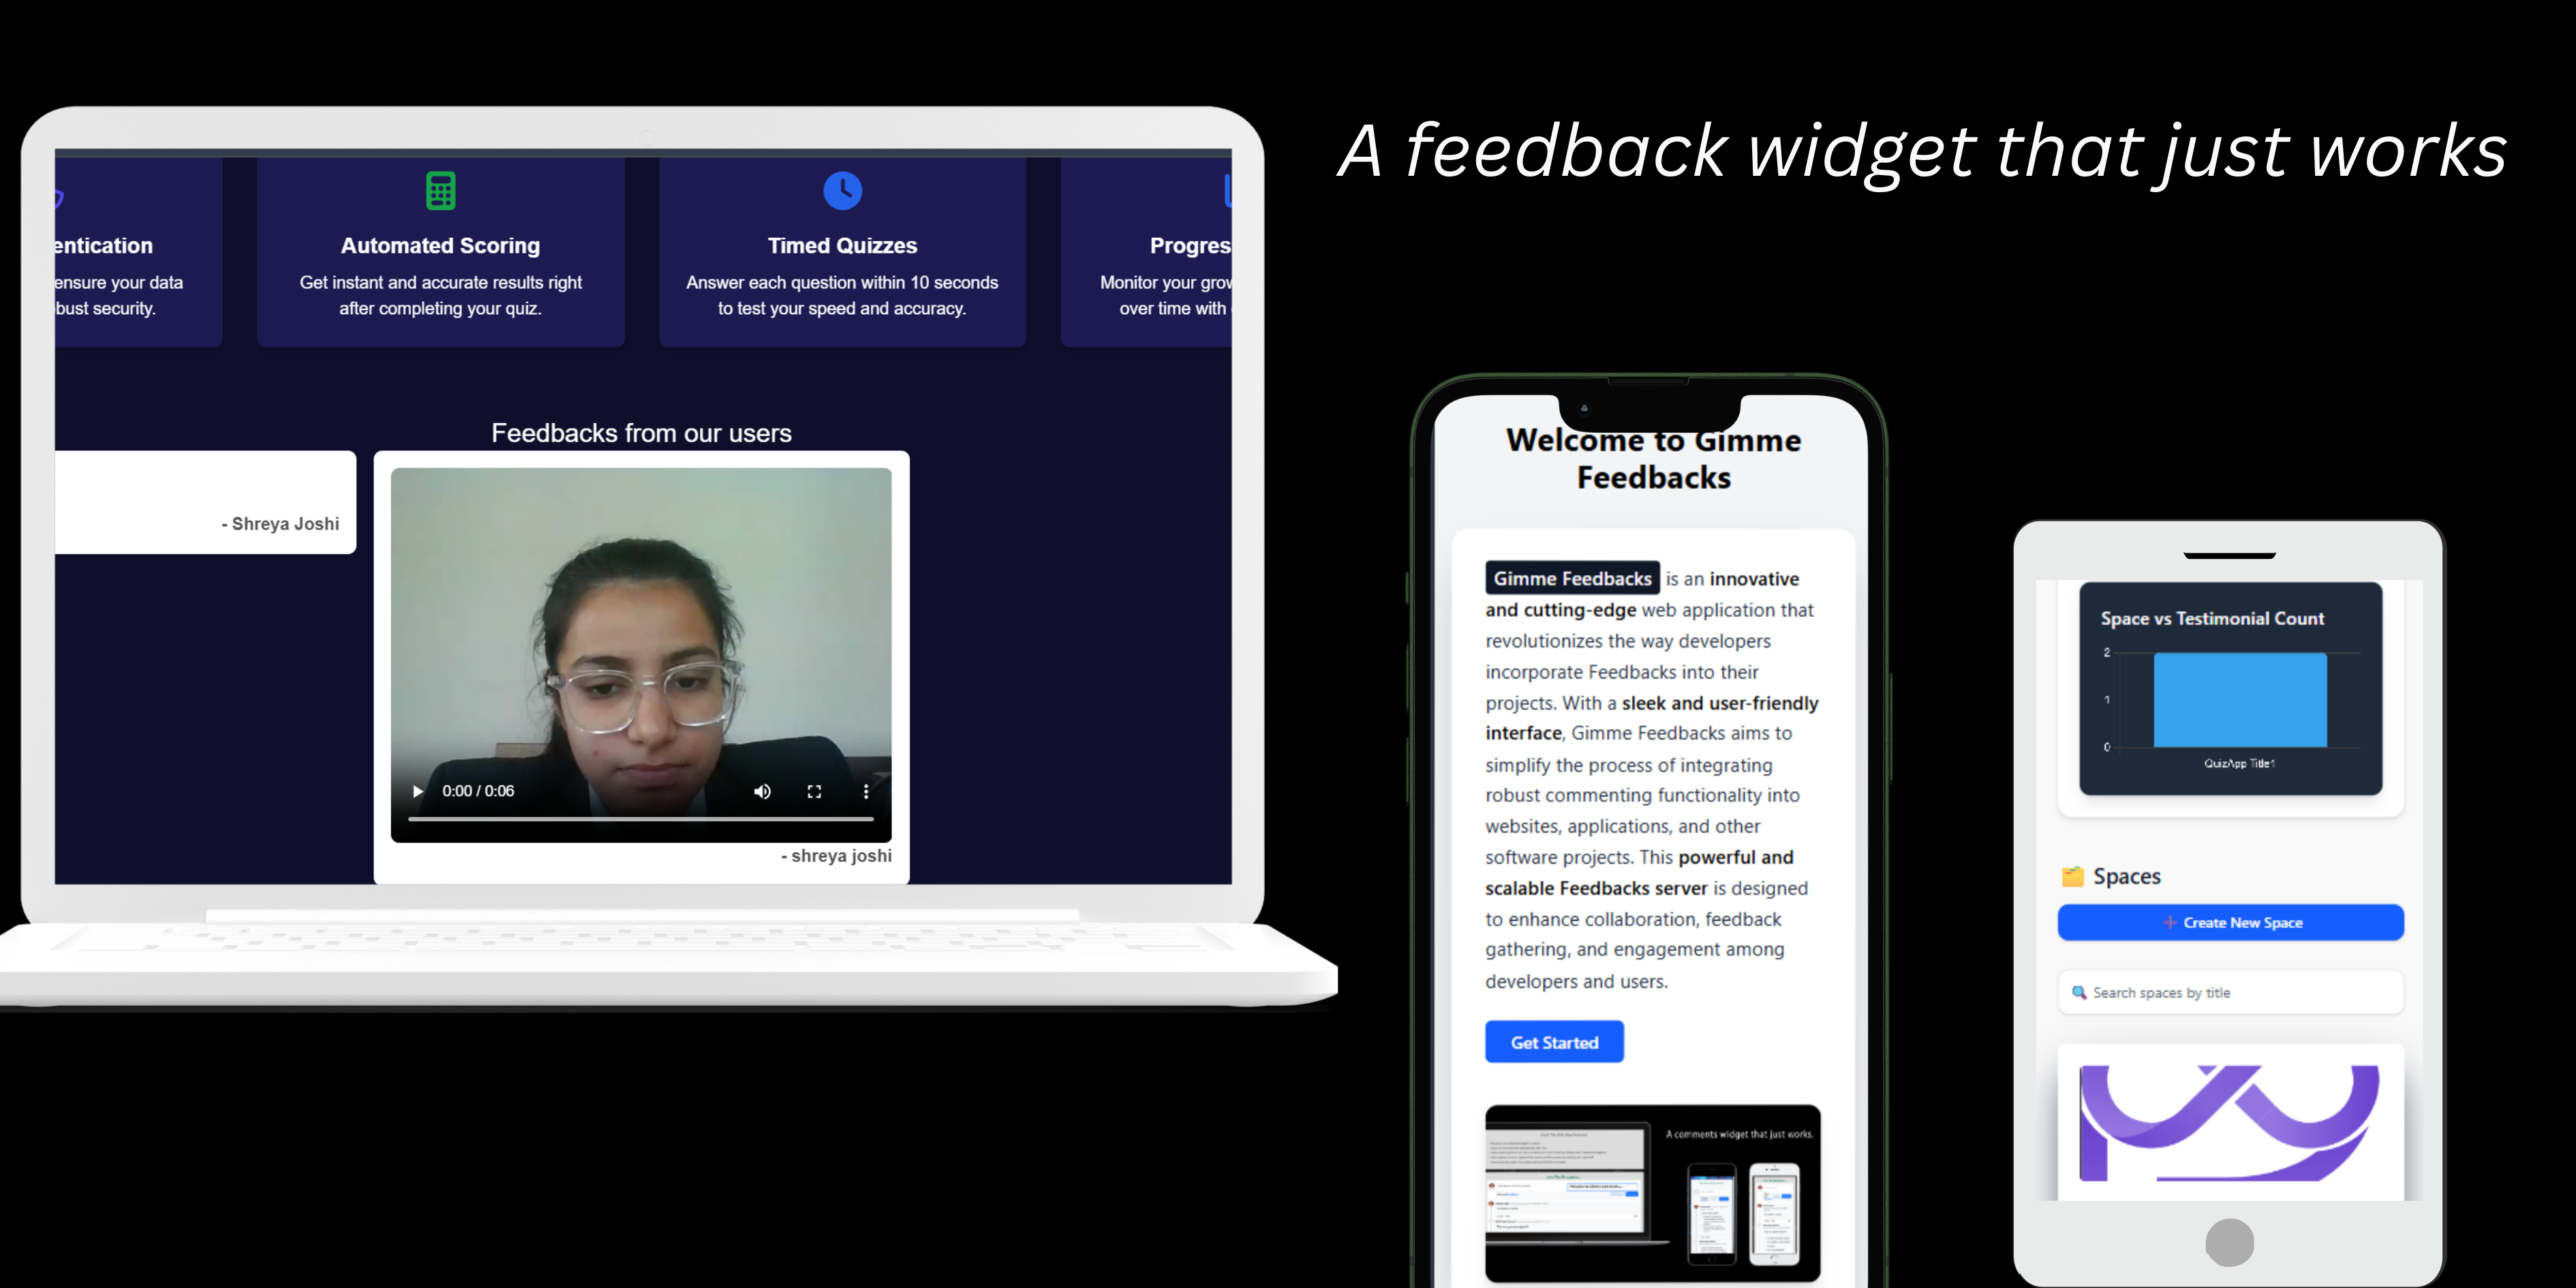 A feedback widget that just works
entication
ensure your data
bust security.
Automated Scoring
Get instant and accurate results right
after completing your quiz.
Timed Quizzes
Answer each question within 10 seconds
to test your speed and accuracy.
Progres
Monitor your grow
over time with
Feedbacks from our users
- Shreya Joshi
0:00 / 0:06
- shreya joshi
Welcome to Gimme
Feedbacks
Gimme Feedbacks is an innovative
and cutting-edge web application that
revolutionizes the way developers
incorporate Feedbacks into their
projects. With a sleek and user-friendly
interface, Gimme Feedbacks aims to
simplify the process of integrating
robust commenting functionality into
websites, applications, and other
software projects. This powerful and
scalable Feedbacks server is designed
to enhance collaboration, feedback
gathering, and engagement among
developers and users.
Get Started
A comments widget that just works.
Space vs Testimonial Count
2
1
0
QuizApp Title1
Spaces
Create New Space
Search spaces by title